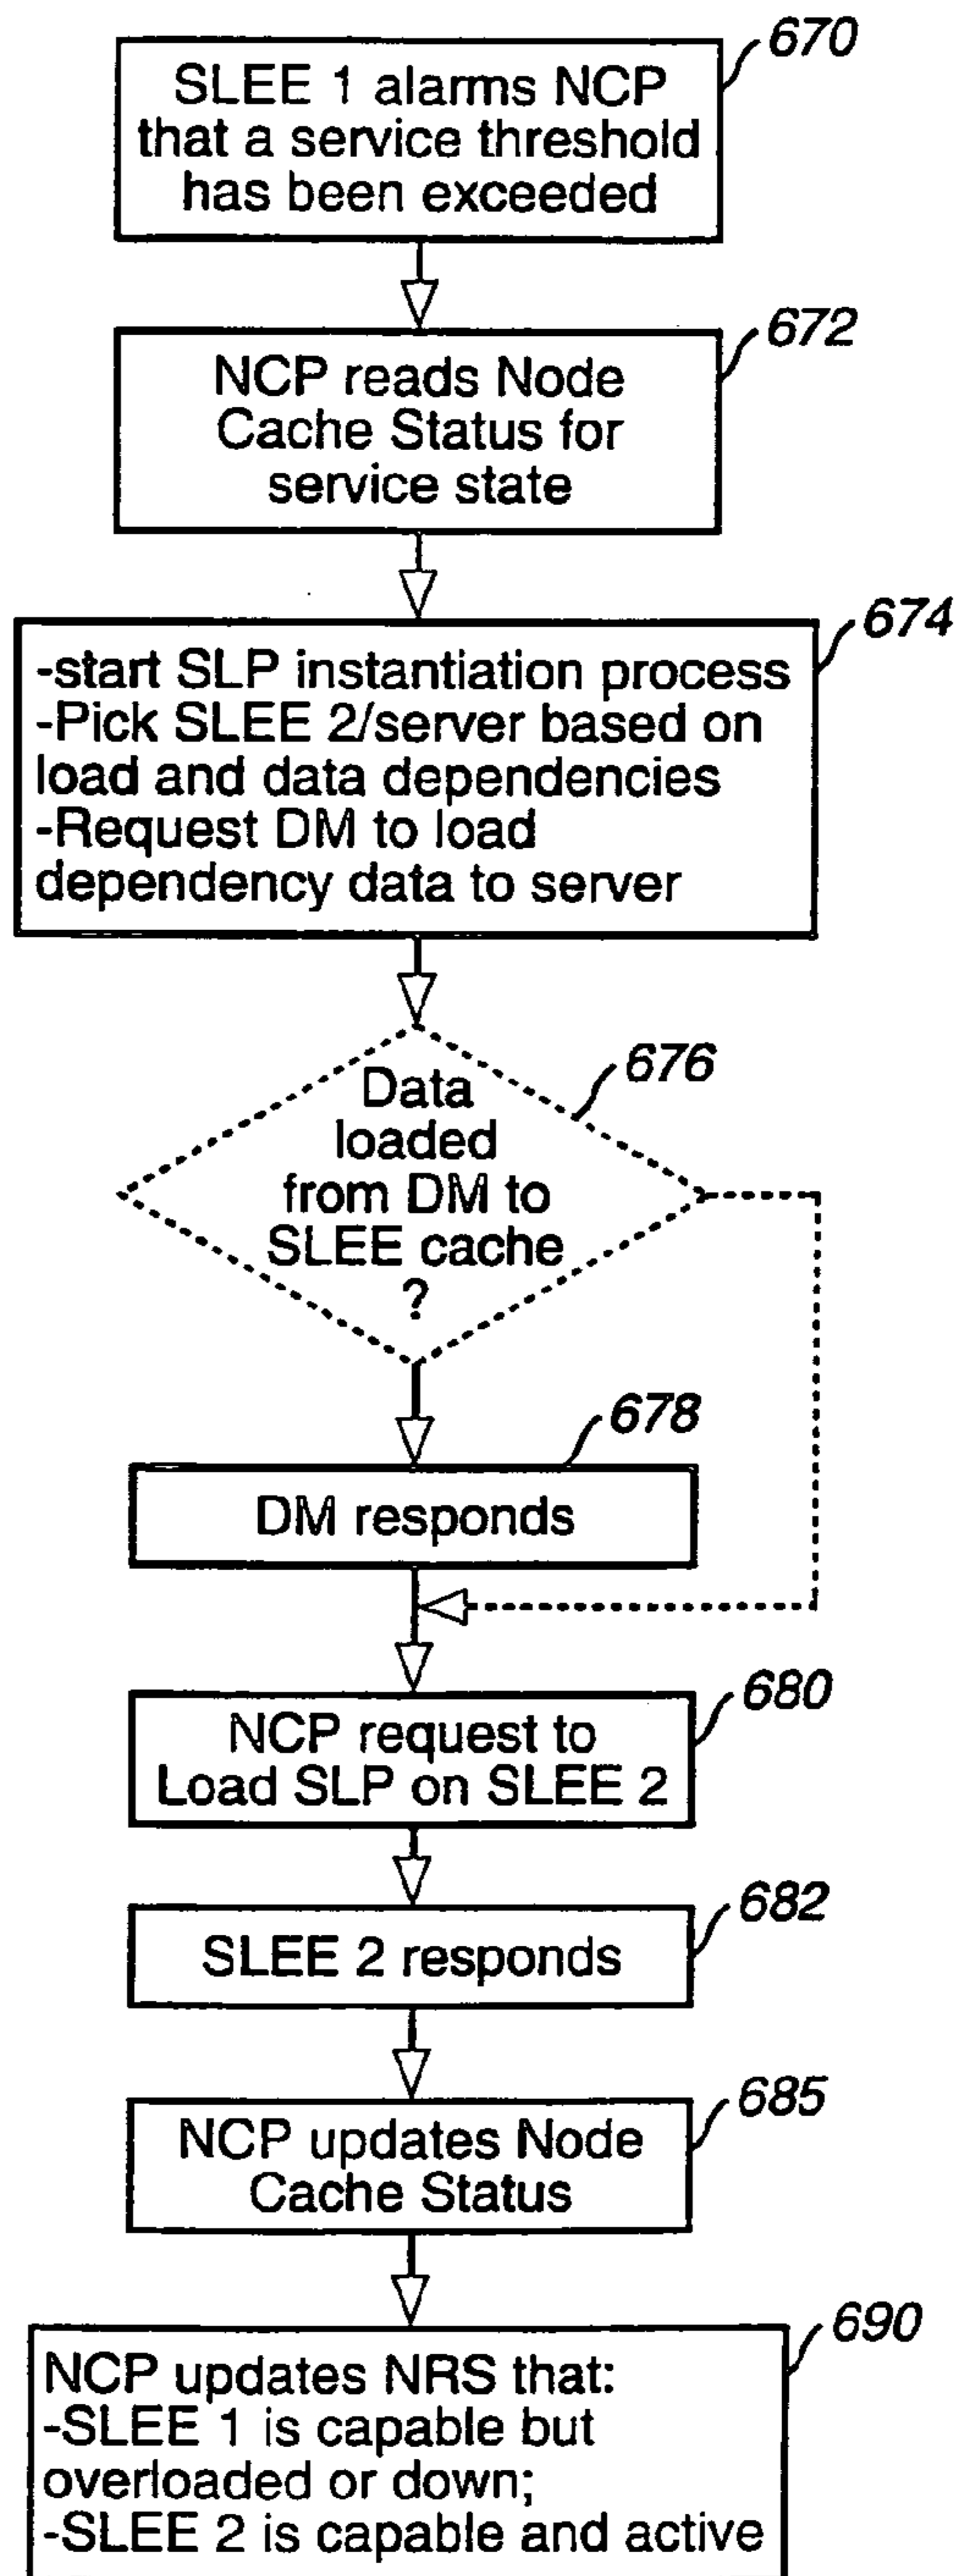 670
SLEE 1 alarms NCP
that a service threshold
has been exceeded
672
NCP reads Node
Cache Status for
service state
674
-start SLP instantiation process
-Pick SLEE 2/server based on
load and data dependencies
-Request DM to load
dependency data to server
676
Data
loaded
from DM to
SLEE cache
?
678
DM responds
680
NCP request to
Load SLP on SLEE 2
682
SLEE 2 responds
685
NCP updates Node
Cache Status
690
NCP updates NRS that:
-SLEE 1 is capable but
overloaded or down;
-SLEE 2 is capable and active